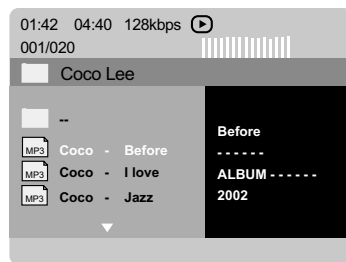 01:42 04:40 128kbps
001/020
Coco Lee
--
MP3 Coco - Before
MP3 Coco - I love
MP3 Coco - Jazz
Before
- - - - - -
ALBUM - - - - - -
2002